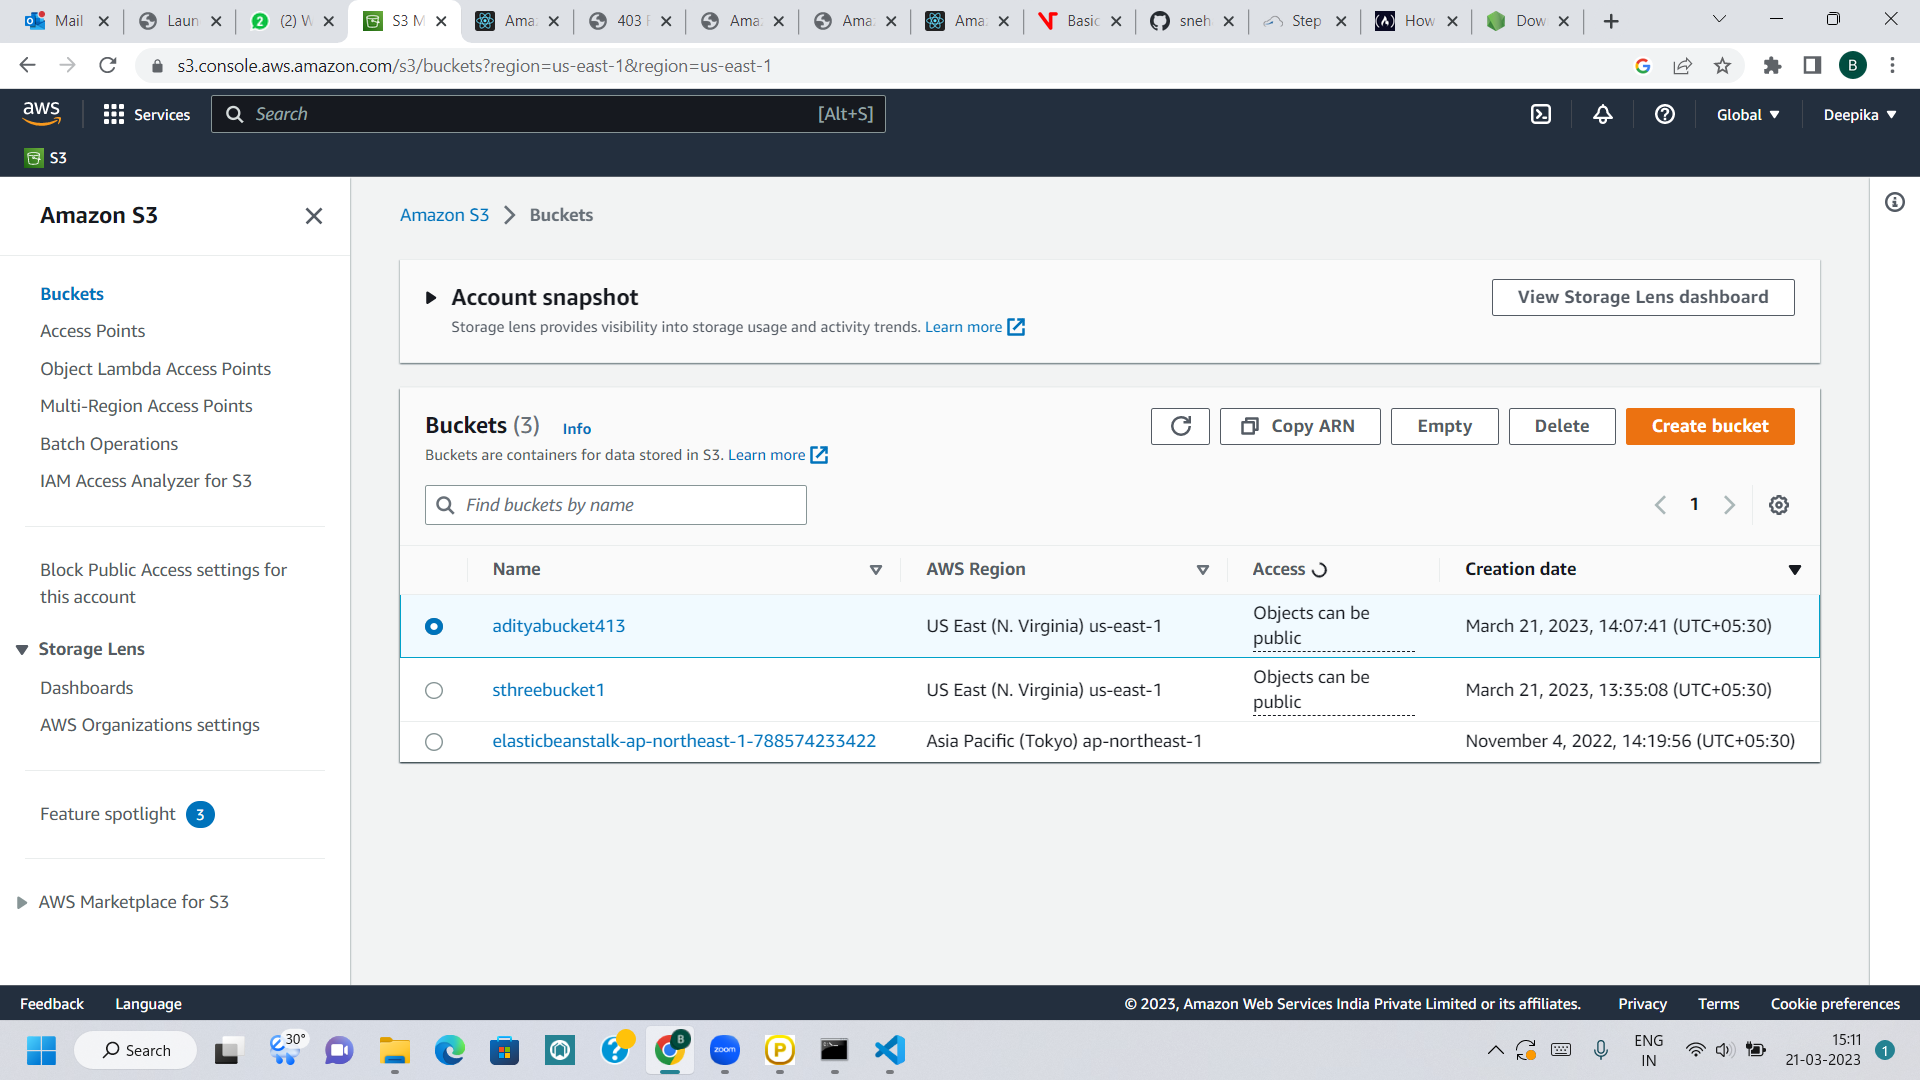 Mail
Laun
(2) W
S3 M
Amaz
403 F
Amaz
Amaz
Amaz
Basic
sneh
Step
How
Dow
s3.console.aws.amazon.com/s3/buckets?region=us-east-1&region=us-east-1
B
aws
Services
Search
[Alt+S]
Global
Deepika
S3
Amazon S3
Buckets
Access Points
Object Lambda Access Points
Multi-Region Access Points
Batch Operations
IAM Access Analyzer for S3
Block Public Access settings for
this account
Storage Lens
Dashboards
AWS Organizations settings
Feature spotlight 3
AWS Marketplace for S3
Amazon S3 > Buckets
Account snapshot
Storage lens provides visibility into storage usage and activity trends. Learn more
View Storage Lens dashboard
Buckets (3) Info
Buckets are containers for data stored in S3. Learn more
Copy ARN
Empty
Delete
Create bucket
Find buckets by name
1
Name AWS Region Access Creation date
adityabucket413 US East (N. Virginia) us-east-1 Objects can be public March 21, 2023, 14:07:41 (UTC+05:30)
sthreebucket1 US East (N. Virginia) us-east-1 Objects can be public March 21, 2023, 13:35:08 (UTC+05:30)
elasticbeanstalk-ap-northeast-1-788574233422 Asia Pacific (Tokyo) ap-northeast-1 November 4, 2022, 14:19:56 (UTC+05:30)
Feedback Language © 2023, Amazon Web Services India Private Limited or its affiliates. Privacy Terms Cookie preferences
Search
30°
B
zoom
P
ENG
IN
15:11
21-03-2023
1